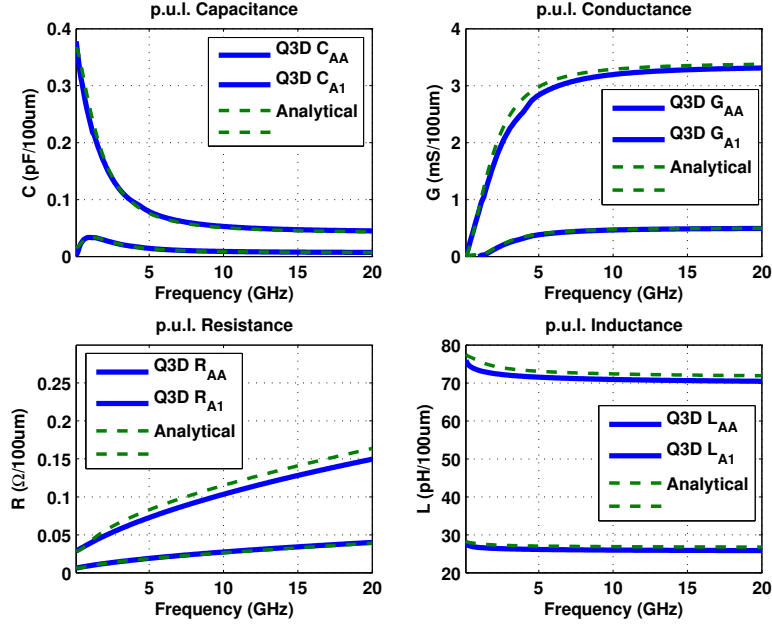 p.u.l. Capacitance
C (pF/100um)
0.4
0.3
0.2
0.1
0
Q3D C_AA
Q3D C_A1
Analytical
5
10
15
20
Frequency (GHz)
p.u.l. Conductance
G (mS/100um)
4
3
2
1
0
Q3D G_AA
Q3D G_A1
Analytical
5
10
15
20
Frequency (GHz)
p.u.l. Resistance
R (Ω/100um)
0.25
0.2
0.15
0.1
0.05
0
Q3D R_AA
Q3D R_A1
Analytical
5
10
15
20
Frequency (GHz)
p.u.l. Inductance
L (pH/100um)
80
70
60
50
40
30
20
Q3D L_AA
Q3D L_A1
Analytical
5
10
15
20
Frequency (GHz)